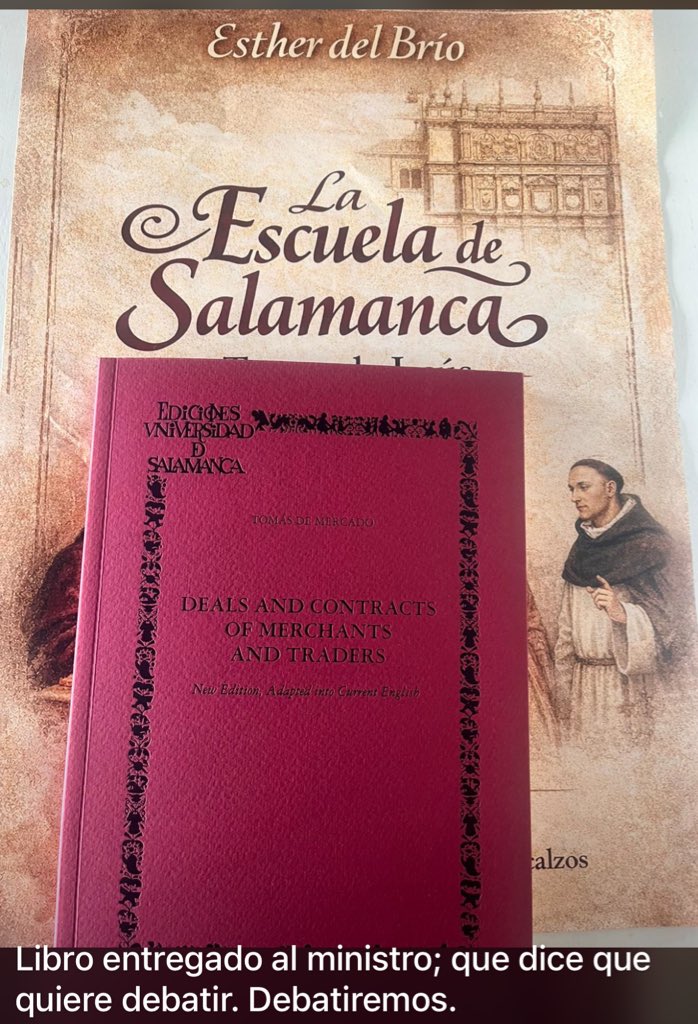 Esther del Brío
La
Escuela de
Salamanca
EDICIONES
VNIVERSIDAD
D
SALAMANCA
TOMÁS DE MERCADO
DEALS AND CONTRACTS
OF MERCHANTS
AND TRADERS
New Edition, Adapted into Current English
calzos
Libro entregado al ministro; que dice que
quiere debatir. Debatiremos.